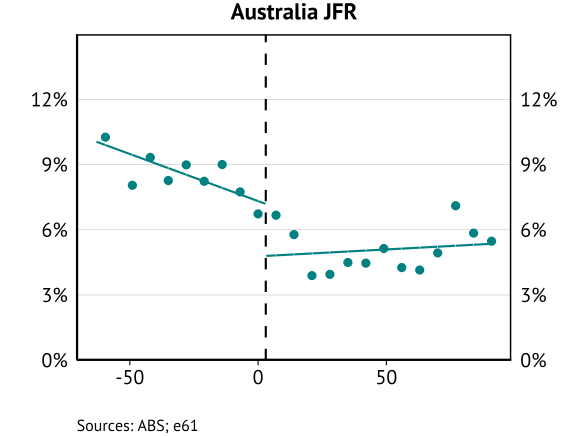 Australia JFR
12% 12%
9% 9%
6% 6%
3% 3%
0% 0%
-50 0 50
Sources: ABS; e61